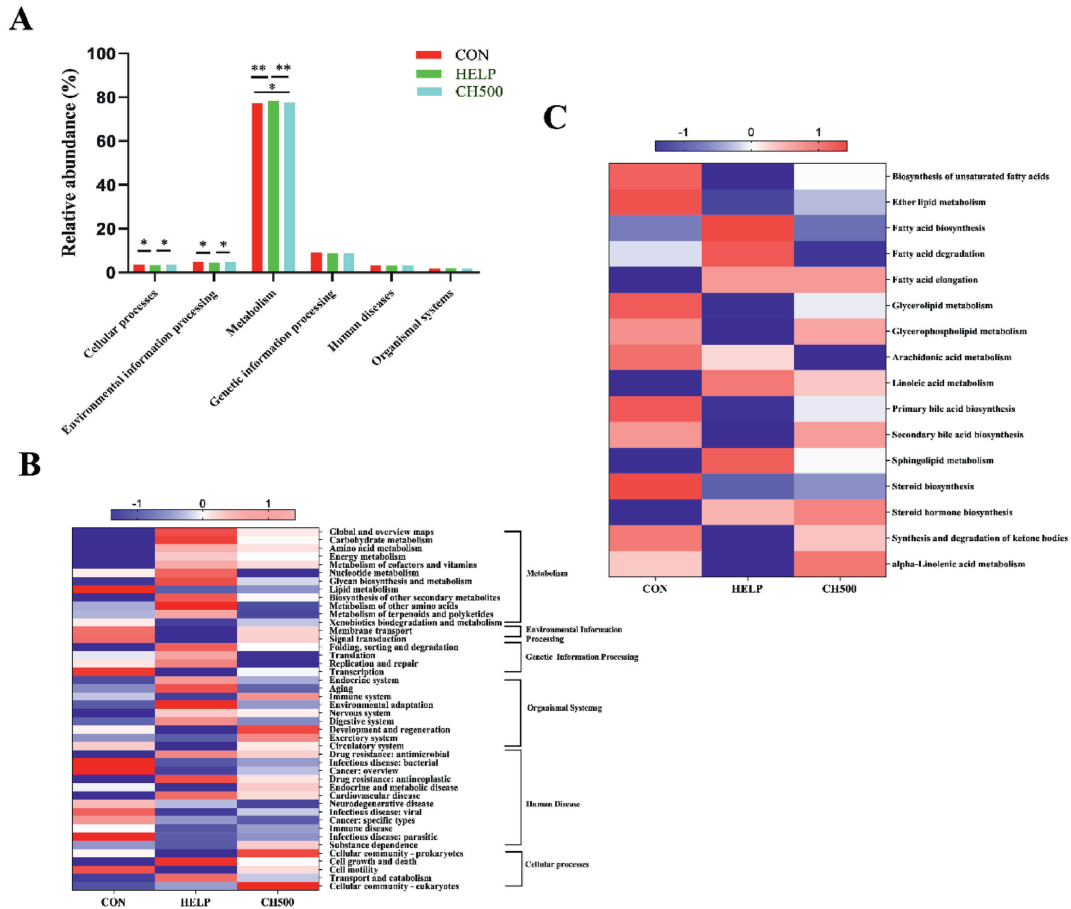 A
Relative abundance (%)
100
80
60
40
20
0
** **
*
* *
* *
CON
HELP
CH500
Cellular processes
Environmental information processing
Metabolism
Genetic information processing
Human diseases
Organismal systems
B
-1 0 1
Global and overview maps
Carbohydrate metabolism
Amino acid metabolism
Energy metabolism
Metabolism of cofactors and vitamins
Nucleotide metabolism
Glycan biosynthesis and metabolism
Lipid metabolism
Biosynthesis of other secondary metabolites
Metabolism of other amino acids
Metabolism of terpenoids and polyketides
Xenobiotics biodegradation and metabolism
Membrane transport
Signal transduction
Folding, sorting and degradation
Translation
Replication and repair
Transcription
Endocrine system
Aging
Immune system
Environmental adaptation
Nervous system
Digestive system
Development and regeneration
Excretory system
Circulatory system
Drug resistance: antimicrobial
Infectious disease: bacterial
Cancer: overview
Drug resistance: antineoplastic
Endocrine and metabolic disease
Cardiovascular disease
Neurodegenerative disease
Infectious disease: viral
Cancer: specific types
Immune disease
Infectious disease: parasitic
Substance dependence
Cellular community - prokaryotes
Cell growth and death
Cell motility
Transport and catabolism
Cellular community - eukaryotes
Metabolism
Environmental Information
Processing
Genetic Information Processing
Organismal Systemsg
Human Disease
Cellular processes
CON HELP CH500
C
-1 0 1
Biosynthesis of unsaturated fatty acids
Ether lipid metabolism
Fatty acid biosynthesis
Fatty acid degradation
Fatty acid elongation
Glycerolipid metabolism
Glycerophospholipid metabolism
Arachidonic acid metabolism
Linoleic acid metabolism
Primary bile acid biosynthesis
Secondary bile acid biosynthesis
Sphingolipid metabolism
Steroid biosynthesis
Steroid hormone biosynthesis
Synthesis and degradation of ketone bodies
alpha-Linolenic acid metabolism
CON HELP CH500